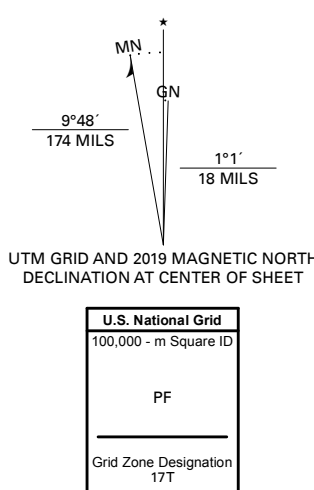 ★
MN
GN
9°48´
174 MILS
1°1´
18 MILS
UTM GRID AND 2019 MAGNETIC NORTH
DECLINATION AT CENTER OF SHEET
U.S. National Grid
100,000 - m Square ID
PF
Grid Zone Designation
17T